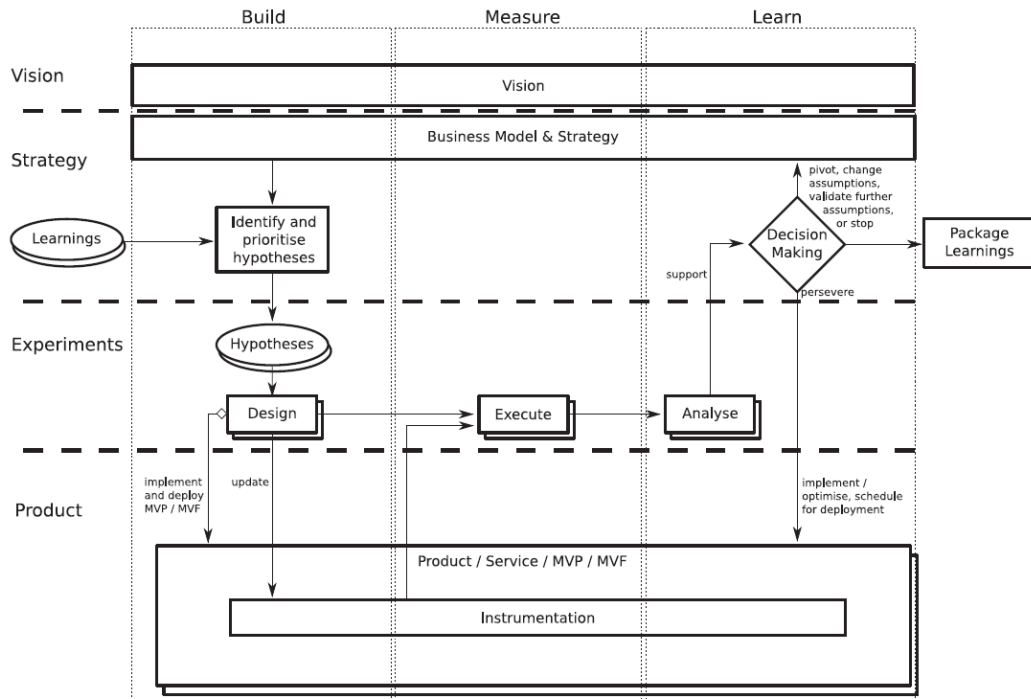 Build
Measure
Learn
Vision
Vision
Strategy
Business Model & Strategy
Learnings
Identify and
prioritise
hypotheses
pivot, change
assumptions,
validate further
assumptions,
or stop
Decision
Making
Package
Learnings
support
persevere
Experiments
Hypotheses
Design
Execute
Analyse
Product
implement
and deploy
MVP / MVF
update
implement /
optimise, schedule
for deployment
Product / Service / MVP / MVF
Instrumentation